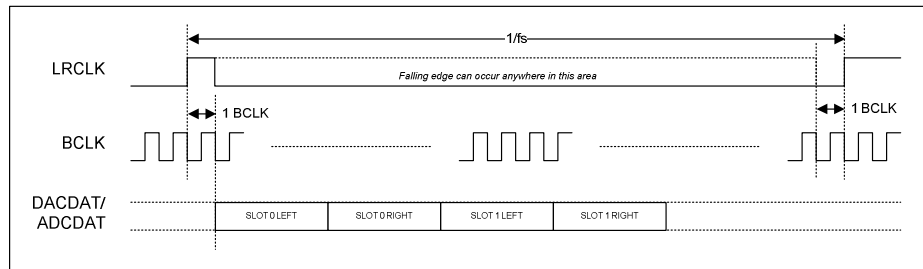 1/fs
LRCLK
Falling edge can occur anywhere in this area
1 BCLK
1 BCLK
BCLK
DACDAT/
ADCDAT
SLOT 0 LEFT
SLOT 0 RIGHT
SLOT 1 LEFT
SLOT 1 RIGHT